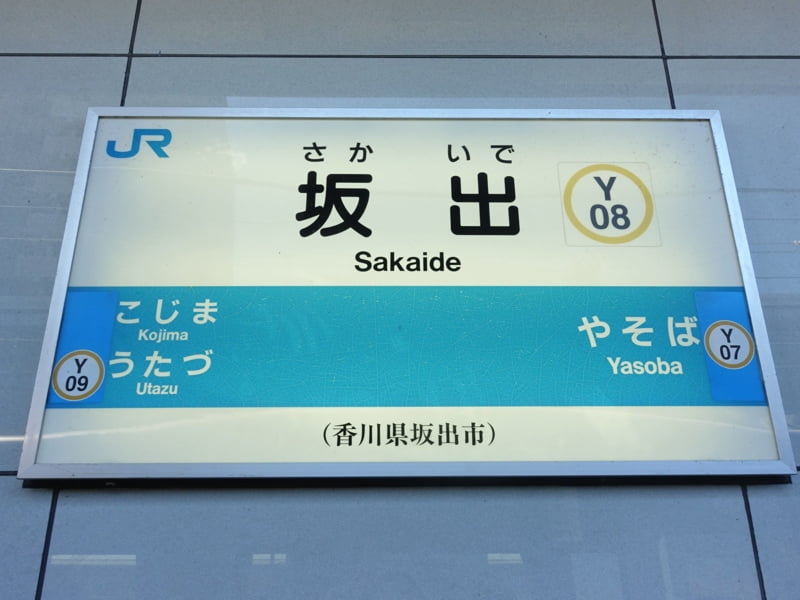 JR
さか いで
坂出
Y
08
Sakaide
こじま
Kojima
うたづ
Utazu
Y
09
やそば
Yasoba
Y
07
(香川県坂出市)